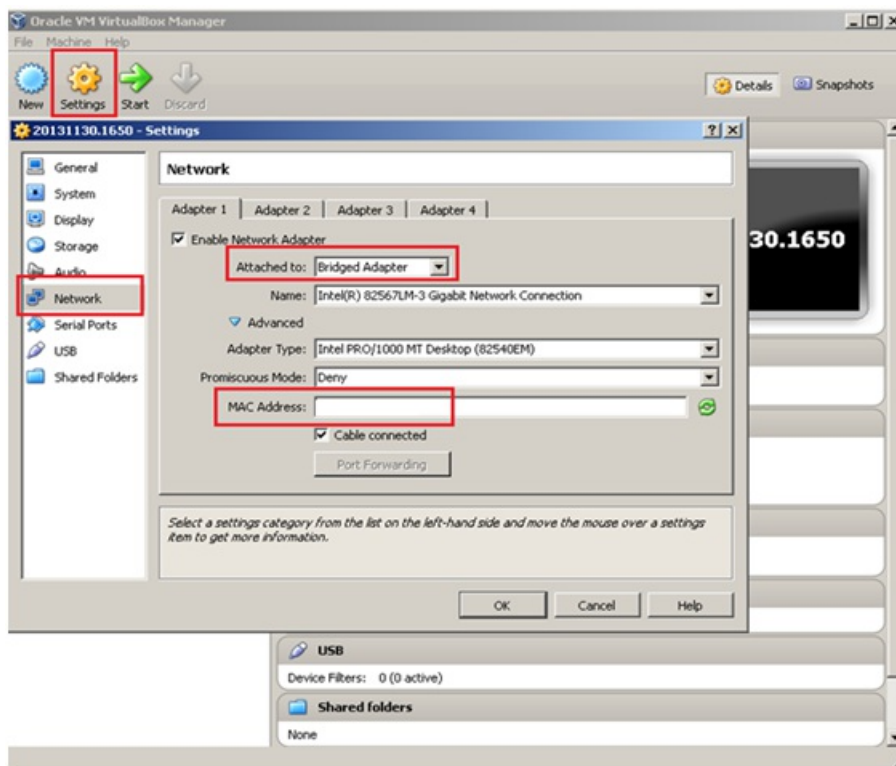 Oracle VM VirtualBox Manager
File Machine Help
New Settings Start Discard
Details Snapshots
20131130.1650 - Settings
General
System
Display
Storage
Audio
Network
Serial Ports
USB
Shared Folders
Network
Adapter 1 Adapter 2 Adapter 3 Adapter 4
Enable Network Adapter
Attached to: Bridged Adapter
Name: Intel(R) 82567LM-3 Gigabit Network Connection
Advanced
Adapter Type: Intel PRO/1000 MT Desktop (82540EM)
Promiscuous Mode: Deny
MAC Address:
Cable connected
Port Forwarding
Select a settings category from the list on the left-hand side and move the mouse over a settings
item to get more information.
OK Cancel Help
30.1650
USB
Device Filters: 0 (0 active)
Shared folders
None